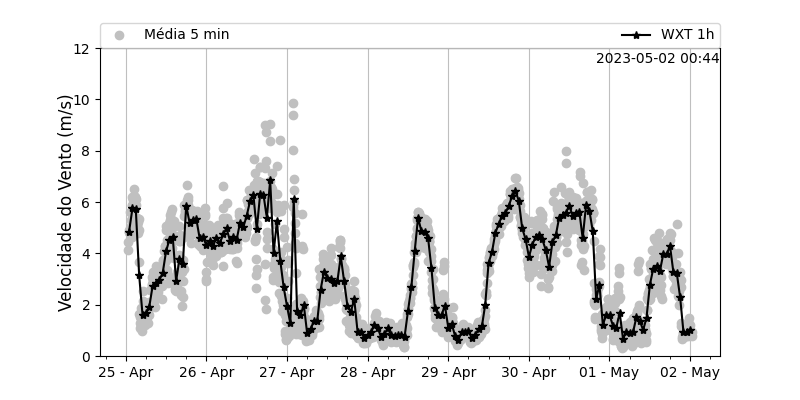 Média 5 min
WXT 1h
2023-05-02 00:44
Velocidade do Vento (m/s)
12
10
8
6
4
2
0
25 - Apr 26 - Apr 27 - Apr 28 - Apr 29 - Apr 30 - Apr 01 - May 02 - May